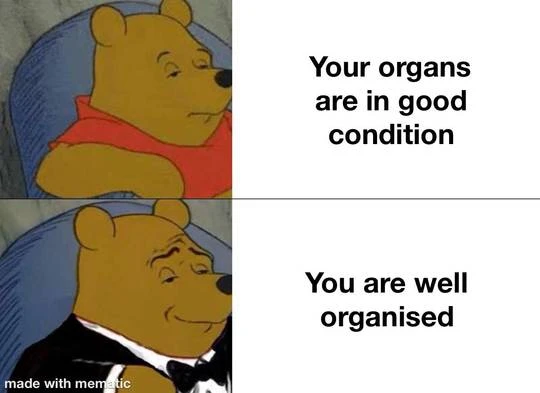 Your organs
are in good
condition
You are well
organised
made with mematic